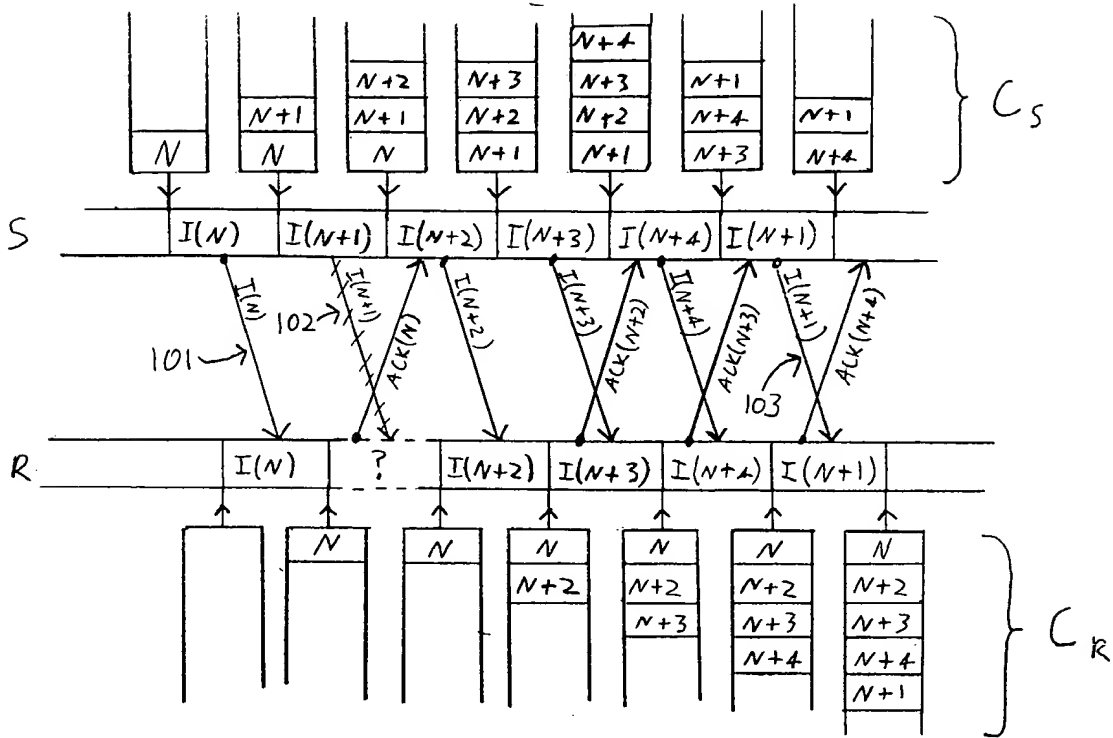 N+4
N+2 N+3 N+3 N+1
N+1 N+1 N+2 N+2 N+4 N+1
N N N N+1 N+1 N+3 N+4
C_S
S I(N) I(N+1) I(N+2) I(N+3) I(N+4) I(N+1)
I(N) I(N+1) ACK(N) I(N+2) I(N+3) ACK(N+2) I(N+4) ACK(N+3) I(N+1) ACK(N+4)
101 102 103
R I(N) ? I(N+2) I(N+3) I(N+4) I(N+1)
N N N N N N
N+2 N+2 N+2 N+2
N+3 N+3 N+3
N+4 N+4
N+1
C_R